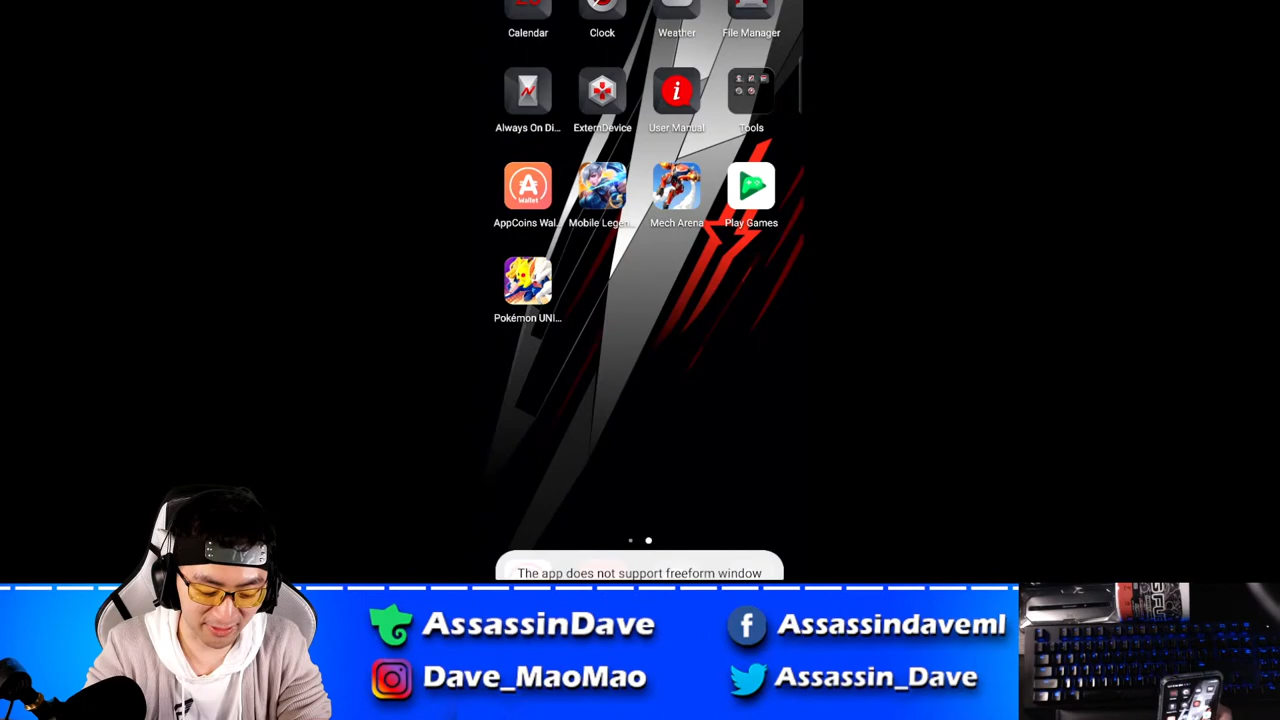 Calendar
Clock
Weather
File Manager
Always On Di...
ExternDevice
User Manual
Tools
AppCoins Wal...
Mobile Legen...
Mech Arena
Play Games
Pokémon UNI...
The app does not support freeform window
AssassinDave
Assassindaveml
Dave_MaoMao
Assassin_Dave